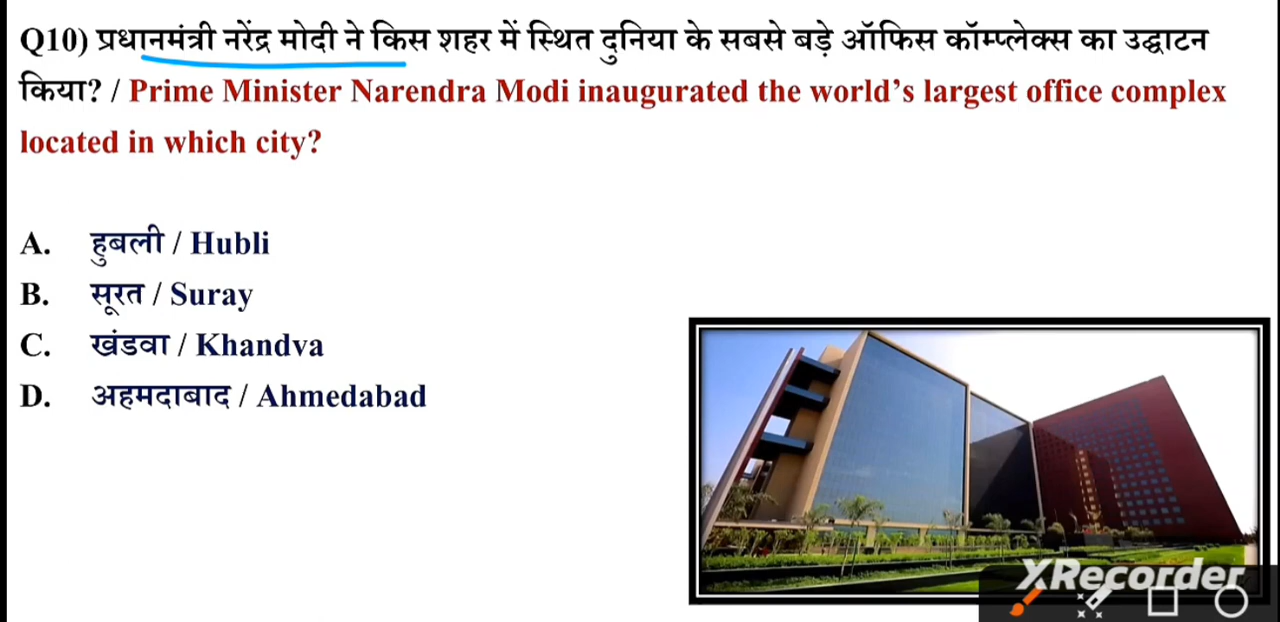 Q10) प्रधानमंत्री नरेंद्र मोदी ने किस शहर में स्थित दुनिया के सबसे बड़े ऑफिस कॉम्प्लेक्स का उद्घाटन
किया? / Prime Minister Narendra Modi inaugurated the world’s largest office complex
located in which city?
A. हुबली / Hubli
B. सूरत / Suray
C. खंडवा / Khandva
D. अहमदाबाद / Ahmedabad
XRecorder